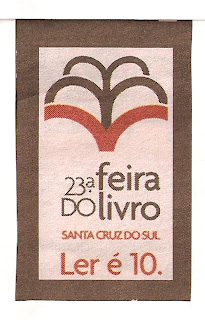 23ª feira
DO livro
SANTA CRUZ DO SUL
Ler é 10.